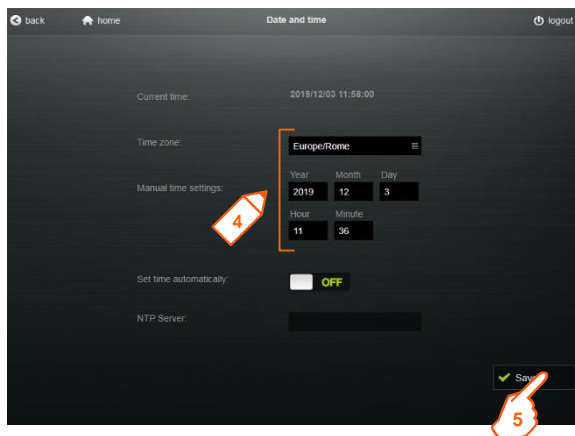 back home Date and time logout
Current time: 2019/12/03 11:58:00
Time zone: Europe/Rome
Year Month Day
Manual time settings: 2019 12 3
4
Hour Minute
11 36
Set time automatically: OFF
NTP Server:
Save
5